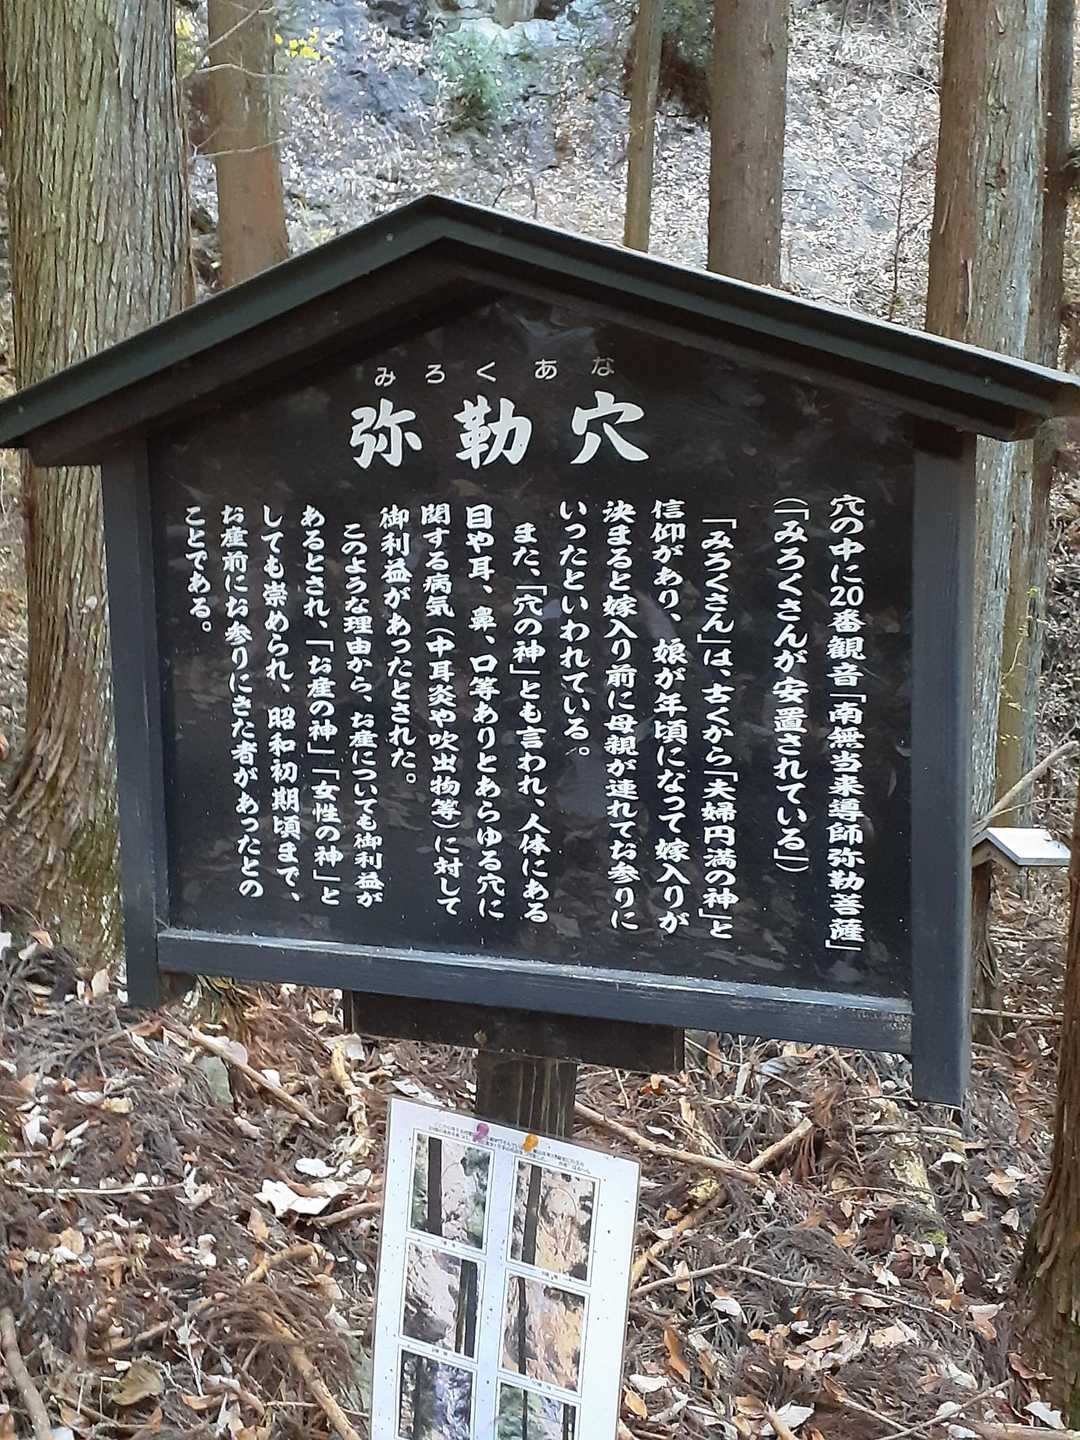 みろくあな
弥勒穴
穴の中に20番観音「南無当来導師弥勒菩薩」
(「みろくさんが安置されている」)
「みろくさん」は、古くから「夫婦円満の神」と
信仰があり、娘が年頃になって嫁入りが
決まると嫁入り前に母親が連れてお参りに
いったといわれている。
また、「穴の神」とも言われ、人体にある
目や耳、鼻、口等ありとあらゆる穴に
関する病気(中耳炎や吹出物等)に対して
御利益があったとされた。
このような理由から、お産についても御利益が
あるとされ、「お産の神」「女性の神」と
しても崇められ、昭和初期頃まで、
お産前にお参りにきた者があったとの
ことである。